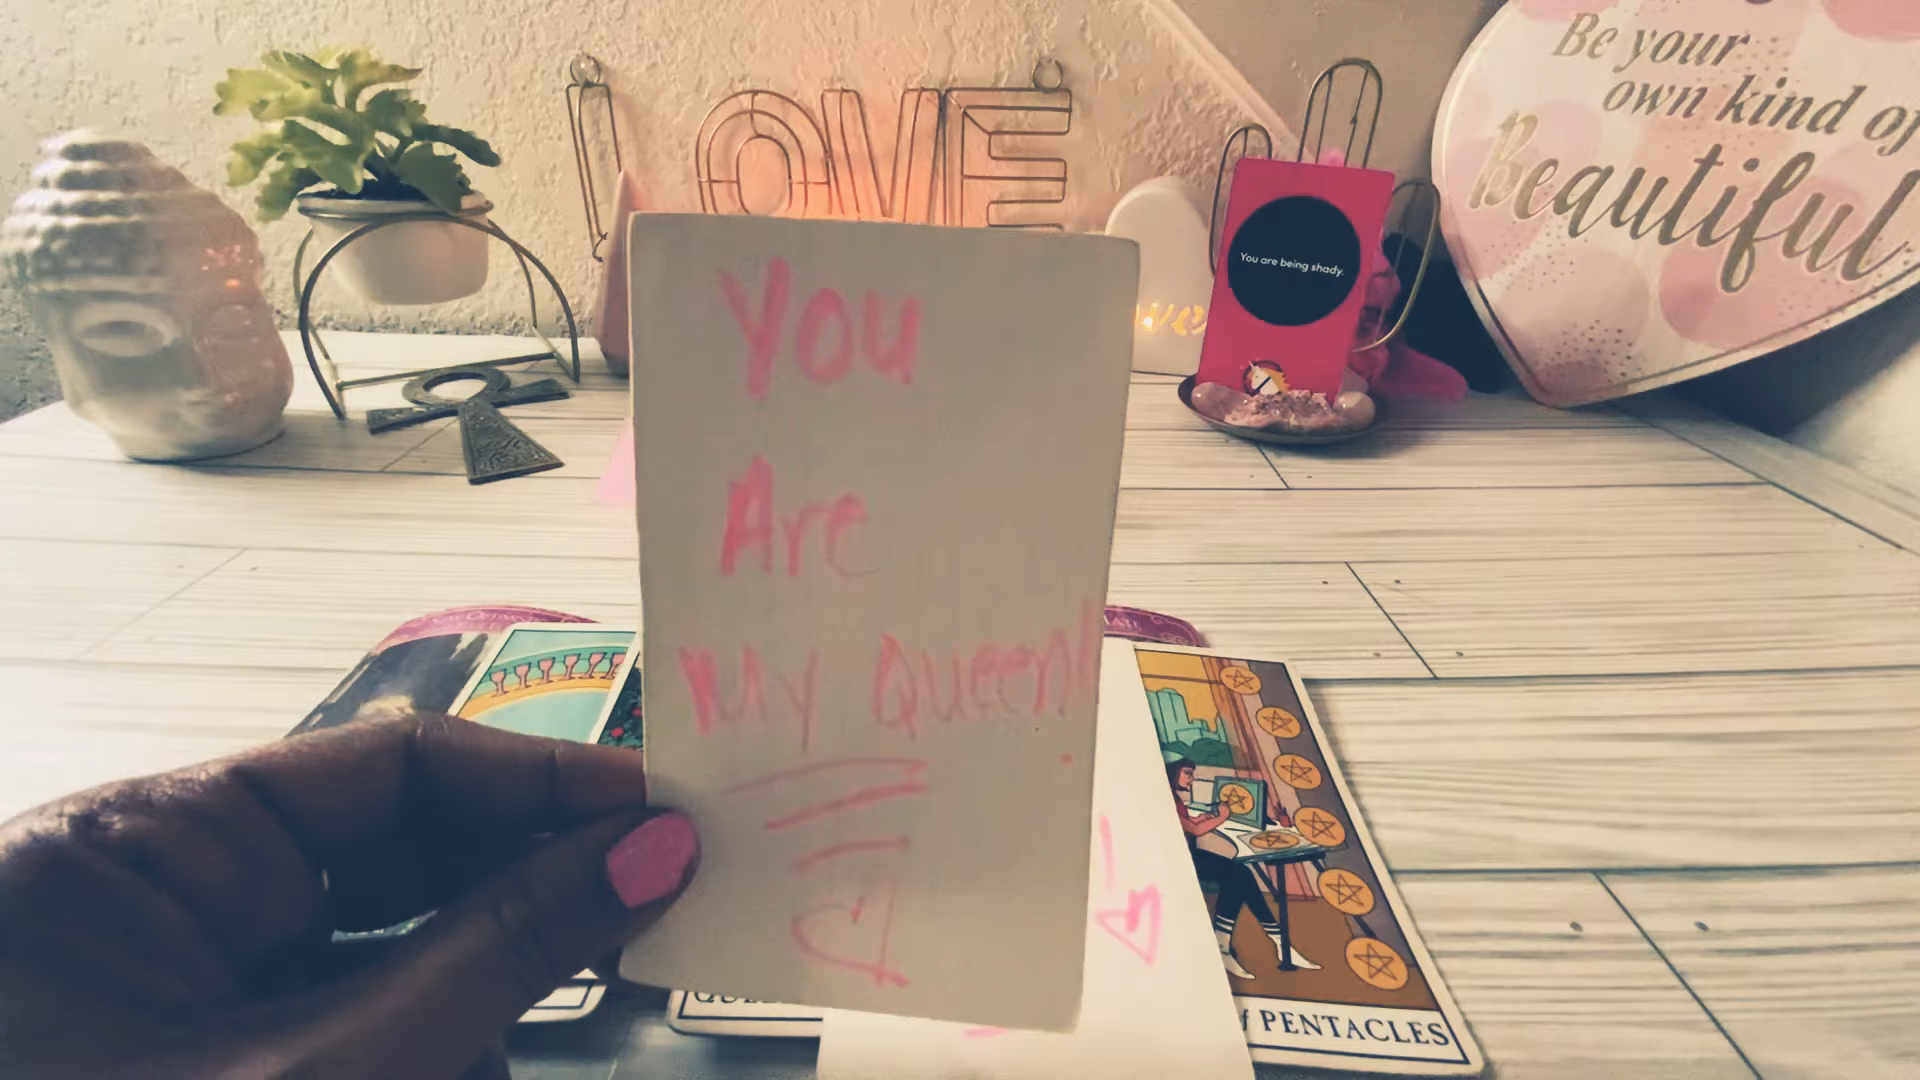 LOVE
Be your
own kind of
Beautiful
You are being shady.
You
Are
My Queen!
PENTACLES